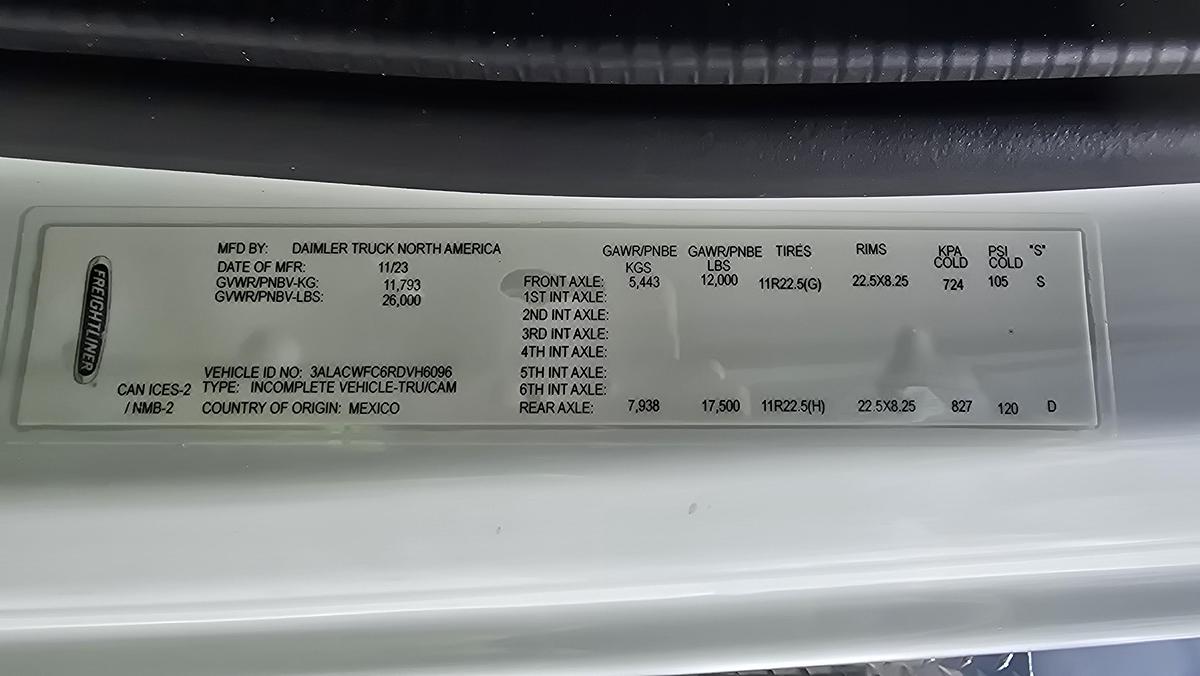 FREIGHTLINER
MFD BY: DAIMLER TRUCK NORTH AMERICA
DATE OF MFR: 11/23
GVWR/PNBV-KG: 11,793
GVWR/PNBV-LBS: 26,000
VEHICLE ID NO: 3ALACWFC6RDVH6096
CAN ICES-2 TYPE: INCOMPLETE VEHICLE-TRU/CAM
/ NMB-2 COUNTRY OF ORIGIN: MEXICO
GAWR/PNBE GAWR/PNBE TIRES RIMS KPA PSI "S"
KGS LBS COLD COLD
FRONT AXLE: 5,443 12,000 11R22.5(G) 22.5X8.25 724 105 S
1ST INT AXLE:
2ND INT AXLE:
3RD INT AXLE:
4TH INT AXLE:
5TH INT AXLE:
6TH INT AXLE:
REAR AXLE: 7,938 17,500 11R22.5(H) 22.5X8.25 827 120 D